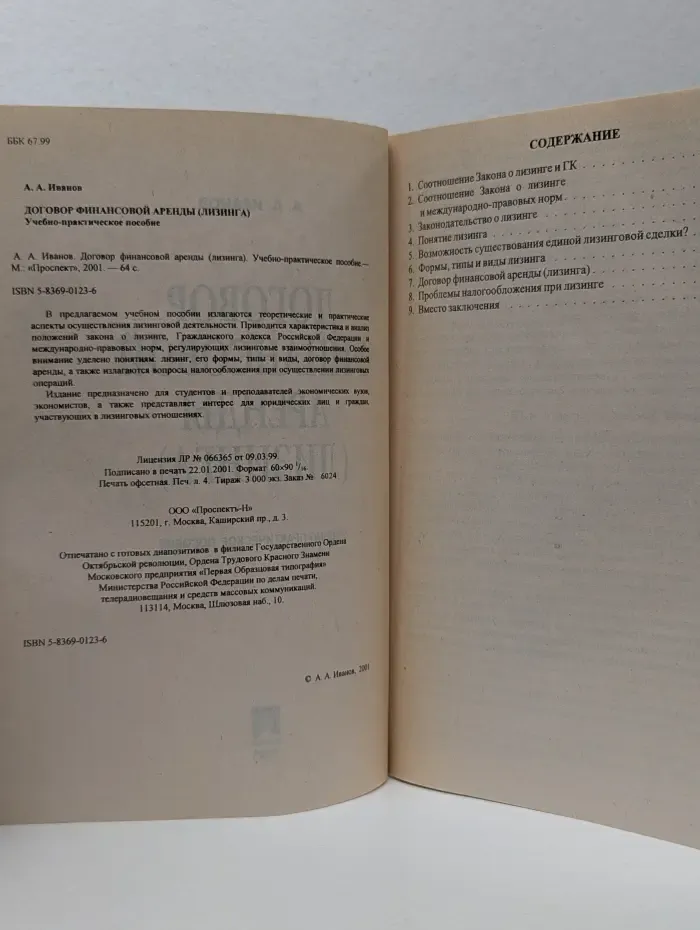 ББК 67.99
А. А. Иванов
ДОГОВОР ФИНАНСОВОЙ АРЕНДЫ (ЛИЗИНГА)
Учебно-практическое пособие
А. А. Иванов. Договор финансовой аренды (лизинга). Учебно-практическое пособие —
М.: «Проспект», 2001. — 64 с.
ISBN 5-8369-0123-6
В предлагаемом учебном пособии излагаются теоретические и практические
аспекты осуществления лизинговой деятельности. Приводится характеристика и анализ
положений закона о лизинге, Гражданского кодекса Российской Федерации и
международно-правовых норм, регулирующих лизинговые взаимоотношения. Особое
внимание уделено понятиям: лизинг, его формы, типы и виды, договор финансовой
аренды, а также излагаются вопросы налогообложения при осуществлении лизинговых
операций.
Издание предназначено для студентов и преподавателей экономических вуков,
экономистов, а также представляет интерес для юридических лиц и граждан,
участвующих в лизинговых отношениях.
Лицензия ЛР № 066365 от 09.03.99.
Подписано в печать 22.01.2001. Формат 60×90 1/16.
Печать офсетная. Печ. л. 4. Тираж 3 000 экз. Заказ № 6024
ООО «Проспектъ-Н»
115201, г. Москва, Каширский пр., д. 3.
Отпечатано с готовых диапозитивов в филиале Государственного Ордена
Октябрьской революции, Ордена Трудового Красного Знамени
Московского предприятия «Первая Образцовая типография»
Министерства Российской Федерации по делам печати,
телерадиовещания и средств массовых коммуникаций.
113114, Москва, Шлюзовая наб., 10.
ISBN 5-8369-0123-6
© А. А. Иванов, 2001
СОДЕРЖАНИЕ
1. Соотношение Закона о лизинге и ГК
2. Соотношение Закона о лизинге
и международно-правовых норм
3. Законодательство о лизинге
4. Понятие лизинга
5. Возможность существования единой лизинговой сделки?
6. Формы, типы и виды лизинга
7. Договор финансовой аренды (лизинга)
8. Проблемы налогообложения при лизинге
9. Вместо заключения